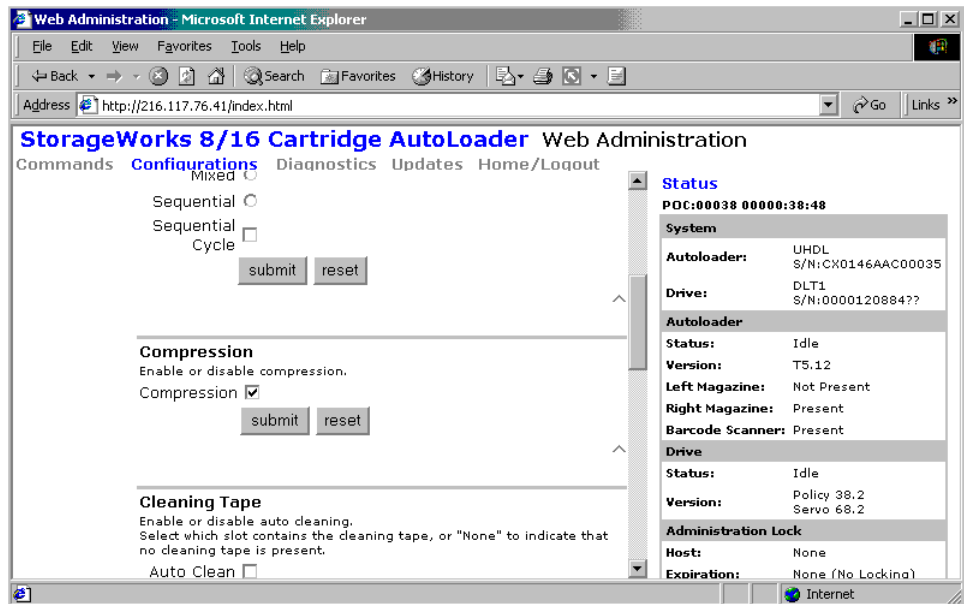 Web Administration - Microsoft Internet Explorer
File Edit View Favorites Tools Help
Back Search Favorites History
Address http://216.117.76.41/index.html Go Links »
StorageWorks 8/16 Cartridge AutoLoader Web Administration
Commands Configurations Diagnostics Updates Home/Logout
Mixed
Sequential
Sequential
Cycle
submit reset
Compression
Enable or disable compression.
Compression
submit reset
Cleaning Tape
Enable or disable auto cleaning.
Select which slot contains the cleaning tape, or "None" to indicate that
no cleaning tape is present.
Auto Clean
Status
POC:00038 00000:38:48
System
Autoloader: UHDL
S/N:CX0146AAC00035
Drive: DLT1
S/N:0000120884??
Autoloader
Status: Idle
Version: T5.12
Left Magazine: Not Present
Right Magazine: Present
Barcode Scanner: Present
Drive
Status: Idle
Version: Policy 38.2
Servo 68.2
Administration Lock
Host: None
Expiration: None (No Locking)
Internet